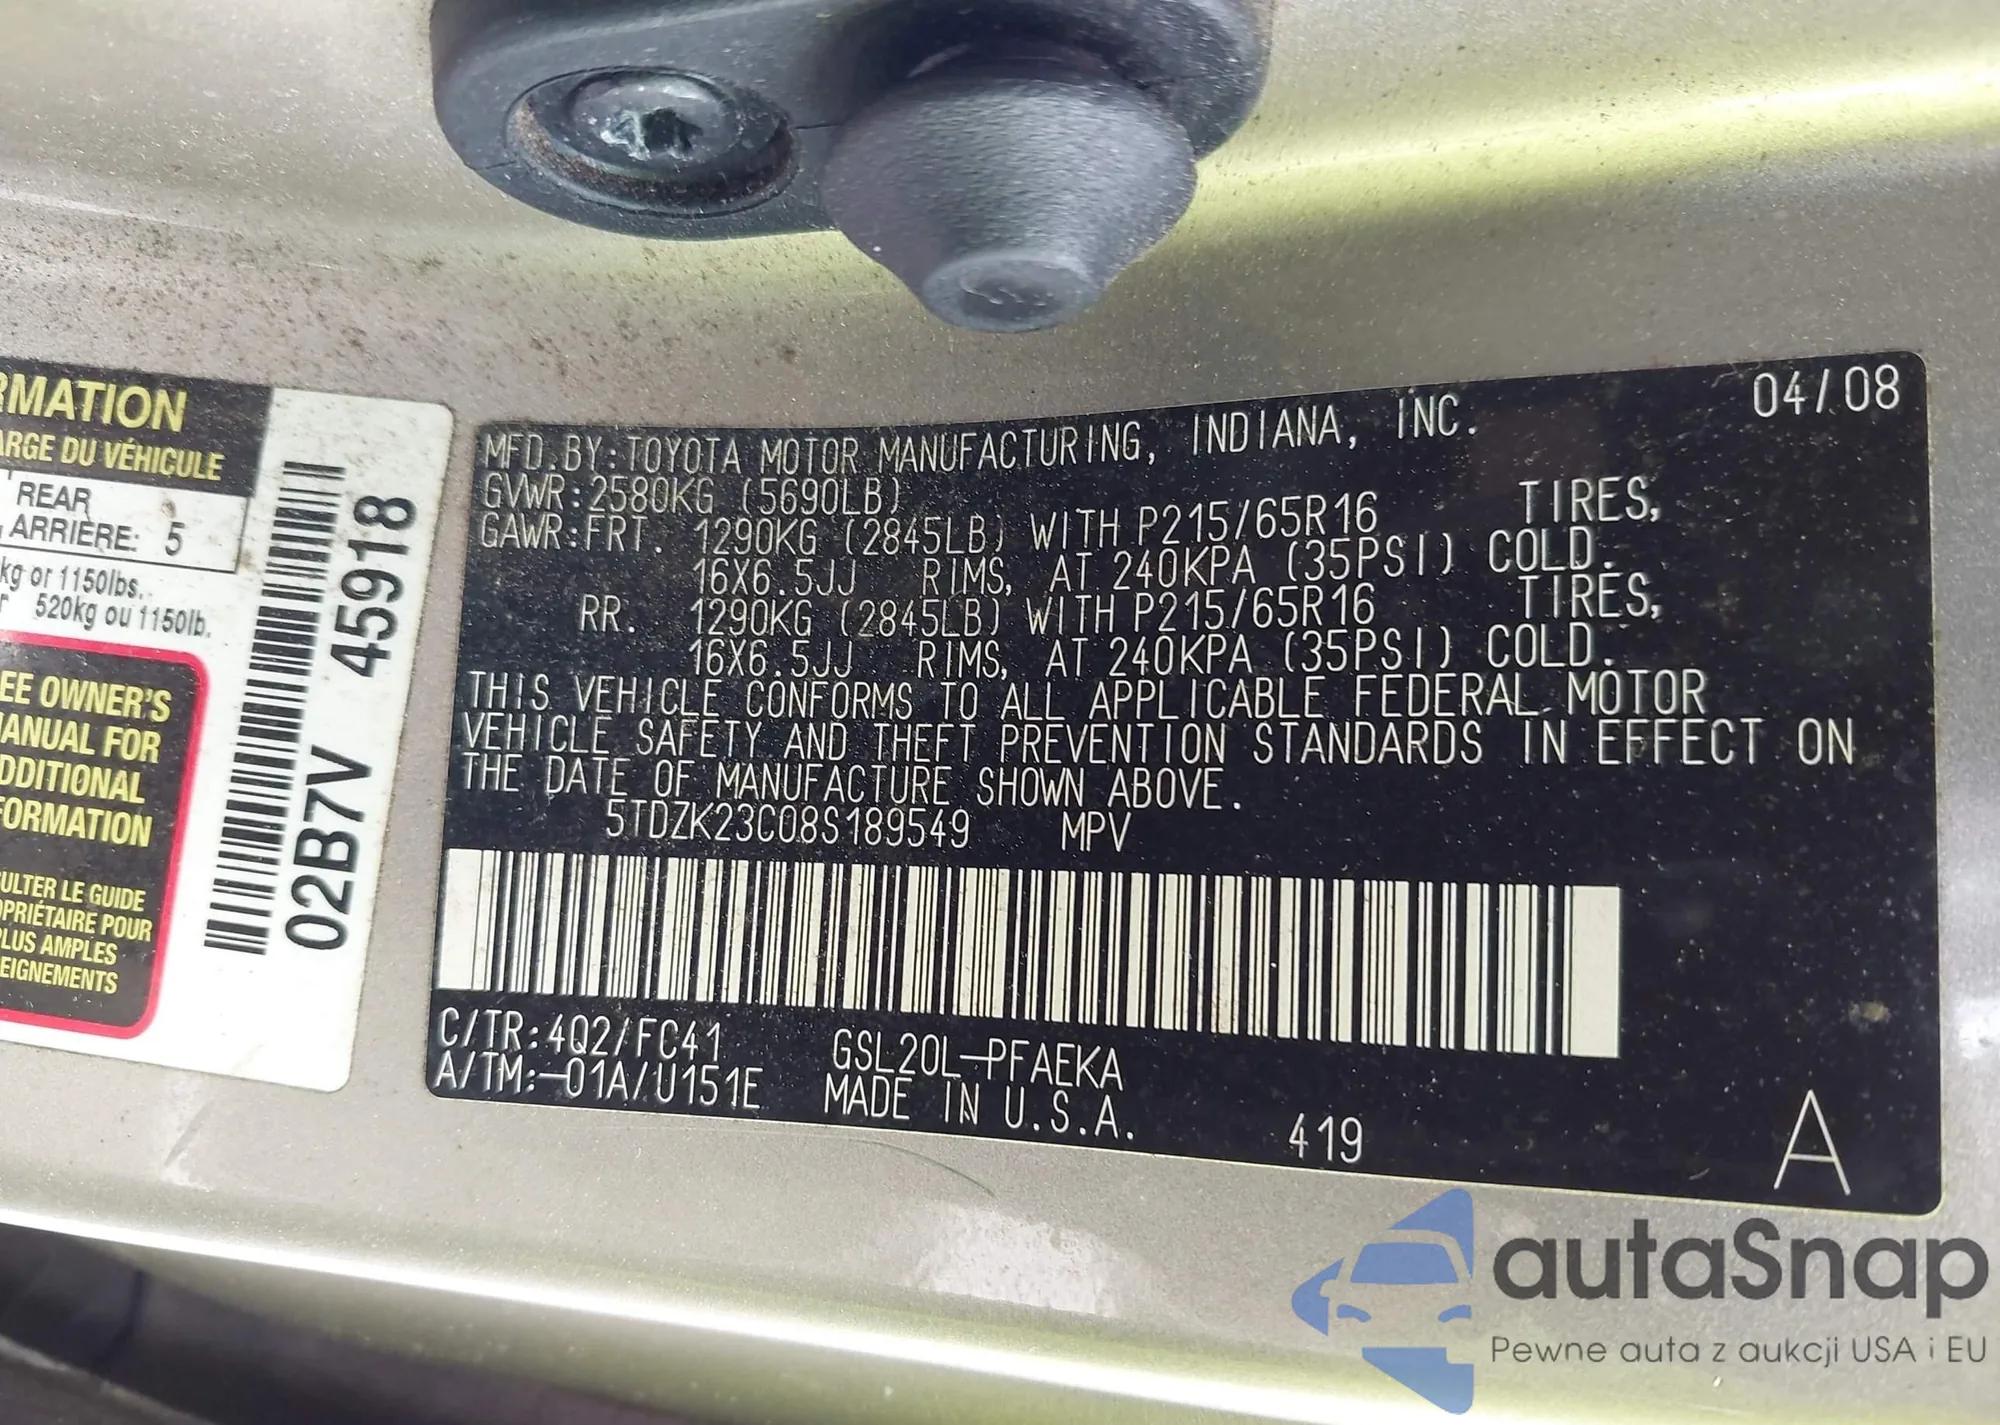 RMATION
ARGE DU VÉHICULE
REAR
ARRIÈRE: 5
kg or 1150lbs.
520kg ou 1150lb.
EE OWNER'S
MANUAL FOR
DDITIONAL
FORMATION
ULTER LE GUIDE
OPRIÉTAIRE POUR
PLUS AMPLES
EIGNEMENTS
02B7V 45918
04/08
MFD.BY:TOYOTA MOTOR MANUFACTURING, INDIANA, INC.
GVWR:2580KG (5690LB)
GAWR:FRT. 1290KG (2845LB) WITH P215/65R16 TIRES,
16X6.5JJ RIMS, AT 240KPA (35PSI) COLD.
RR. 1290KG (2845LB) WITH P215/65R16 TIRES,
16X6.5JJ RIMS, AT 240KPA (35PSI) COLD.
THIS VEHICLE CONFORMS TO ALL APPLICABLE FEDERAL MOTOR
VEHICLE SAFETY AND THEFT PREVENTION STANDARDS IN EFFECT ON
THE DATE OF MANUFACTURE SHOWN ABOVE.
5TDZK23C08S189549 MPV
C/TR:4Q2/FC41 GSL20L-PFAEKA
A/TM:-01A/U151E MADE IN U.S.A.
419
A
autaSnap
Pewne auta z aukcji USA i EU